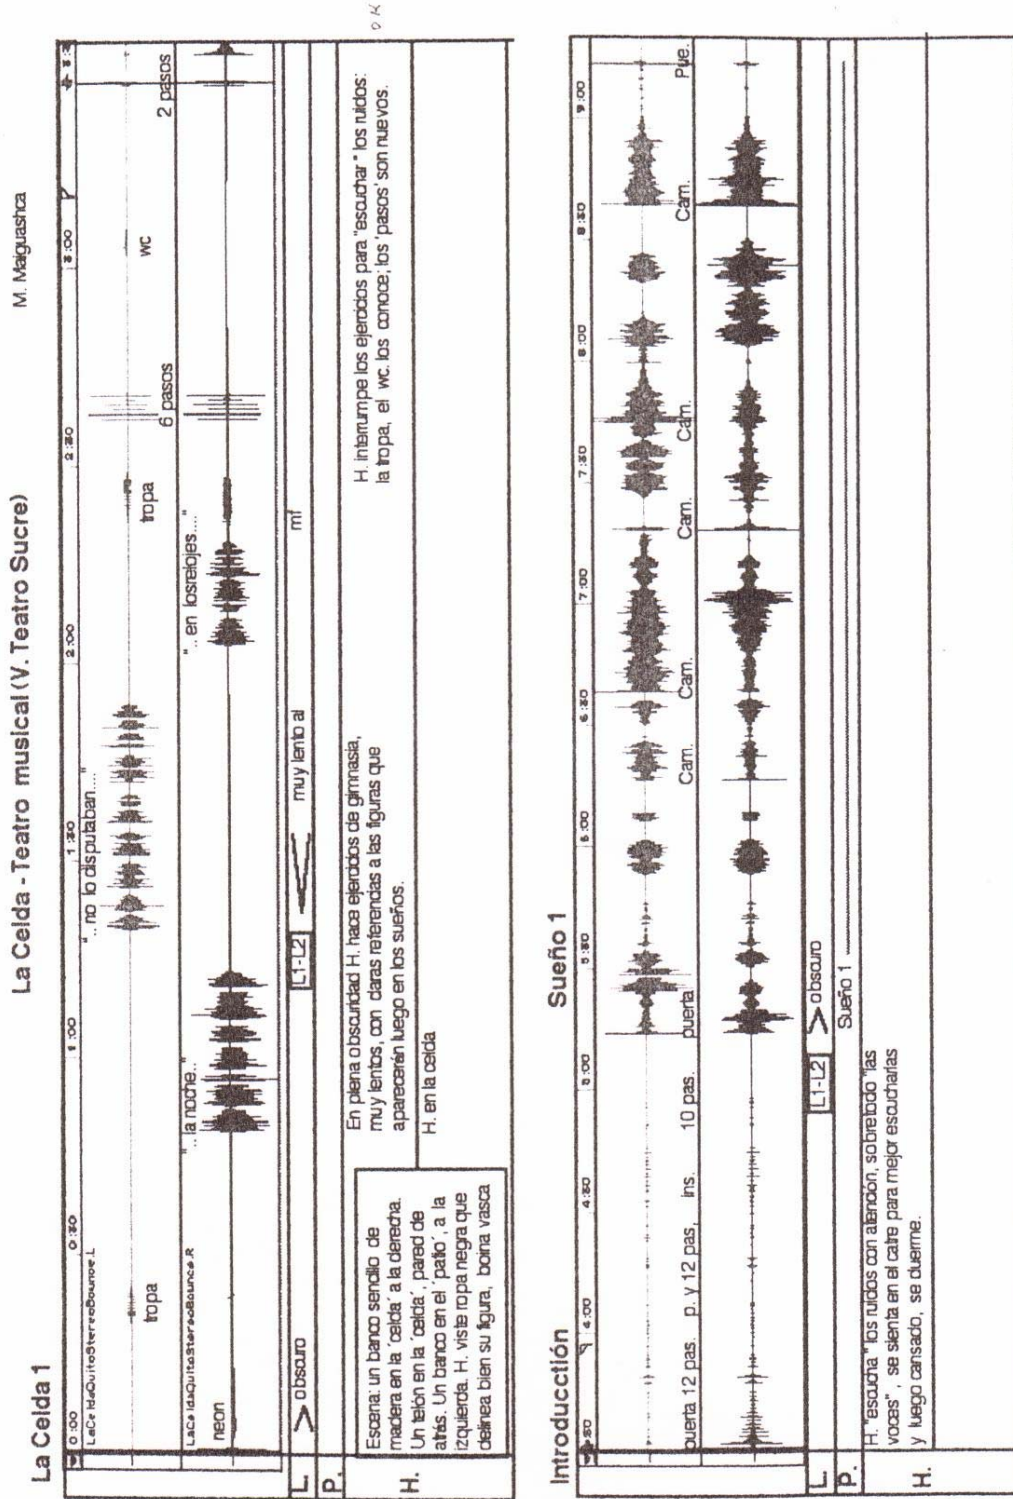 La Celda - Teatro musical (V. Teatro Sucre)
M. Maiguashca
OK
La Celda 1
0:00 0:30 1:00 1:30 2:00 2:30 3:00
LaCeldaQuitoStereoBounce.L
tropa
"..no lo disputaban...."
tropa
6 pasos
wc
2 pasos
LaCeldaQuitoStereoBounce.R
neon
"..la noche.."
".. en losrelojes...."
L.
> obscuro
L1-L2
muy lento al
mf
P.
H.
Escena: un banco sencillo de
madera en la ´celda´ a la derecha.
Un telón en la ´celda´, pared de
atrás. Un banco en el ´patio´, a la
izquierda. H. viste ropa negra que
delinea bien su figura, boina vasca
En plena obscuridad H. hace ejercicios de gimnasia,
muy lentos, con claras referencias a las figuras que
aparecerán luego en los sueños.
H. en la celda
H. interrumpe los ejercicios para "escuchar" los ruidos:
la tropa, el wc. los conoce; los 'pasos' son nuevos.
Introducctión
Sueño 1
4:00 4:30 5:00 5:30 6:00 6:30 7:00 7:30 8:00 8:30 9:00
puerta 12 pas. p. y 12 pas, ins. 10 pas. puerta Cam. Cam. Cam. Cam. Cam. Pue.
L.
L1-L2
> obscuro
P.
Sueño 1
H.
H. "escucha" los ruidos con atención, sobretodo "las
voces", se sienta en el catre para mejor escucharlas
y luego cansado, se duerme.